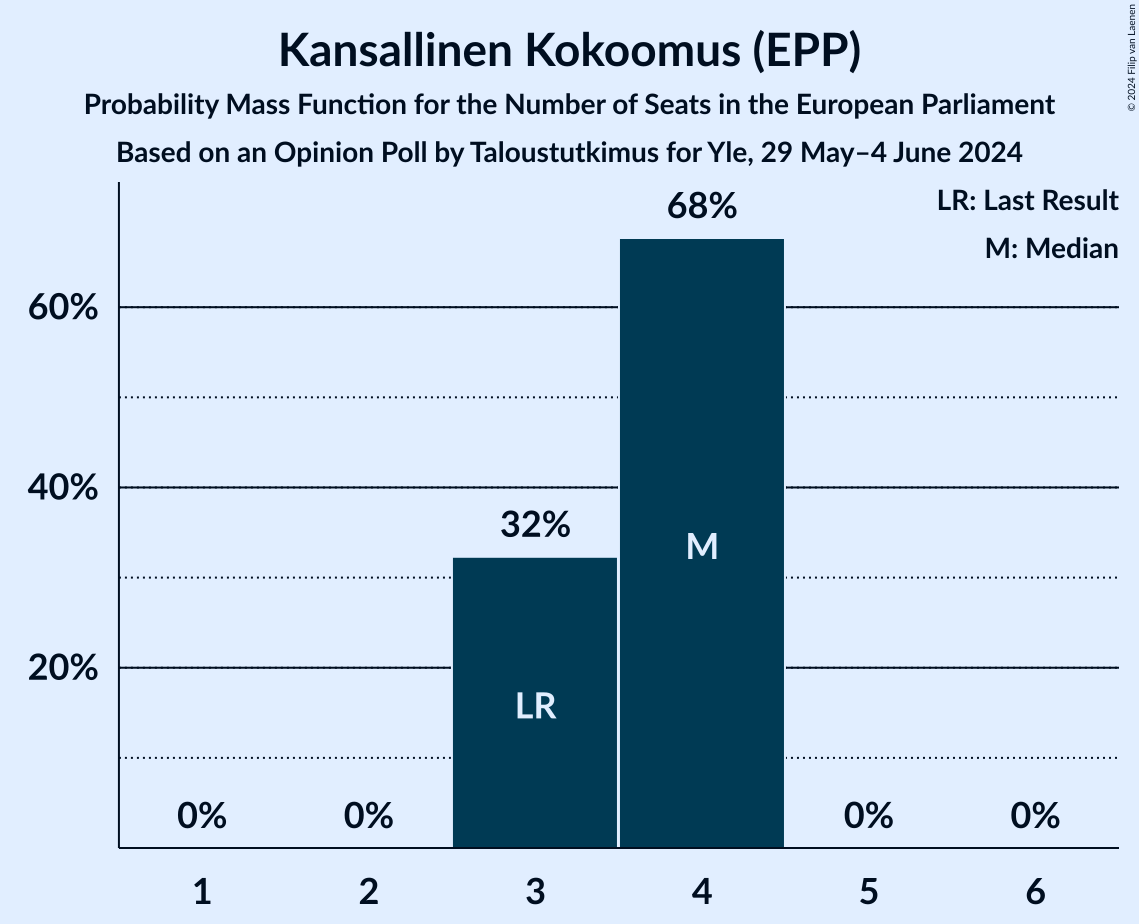 Kansallinen Kokoomus (EPP)
Probability Mass Function for the Number of Seats in the European Parliament
Based on an Opinion Poll by Taloustutkimus for Yle, 29 May–4 June 2024
© 2024 Filip van Laenen
LR: Last Result
M: Median
68%
60%
40%
32%
M
20%
LR
0% 0% 0% 0%
1 2 3 4 5 6